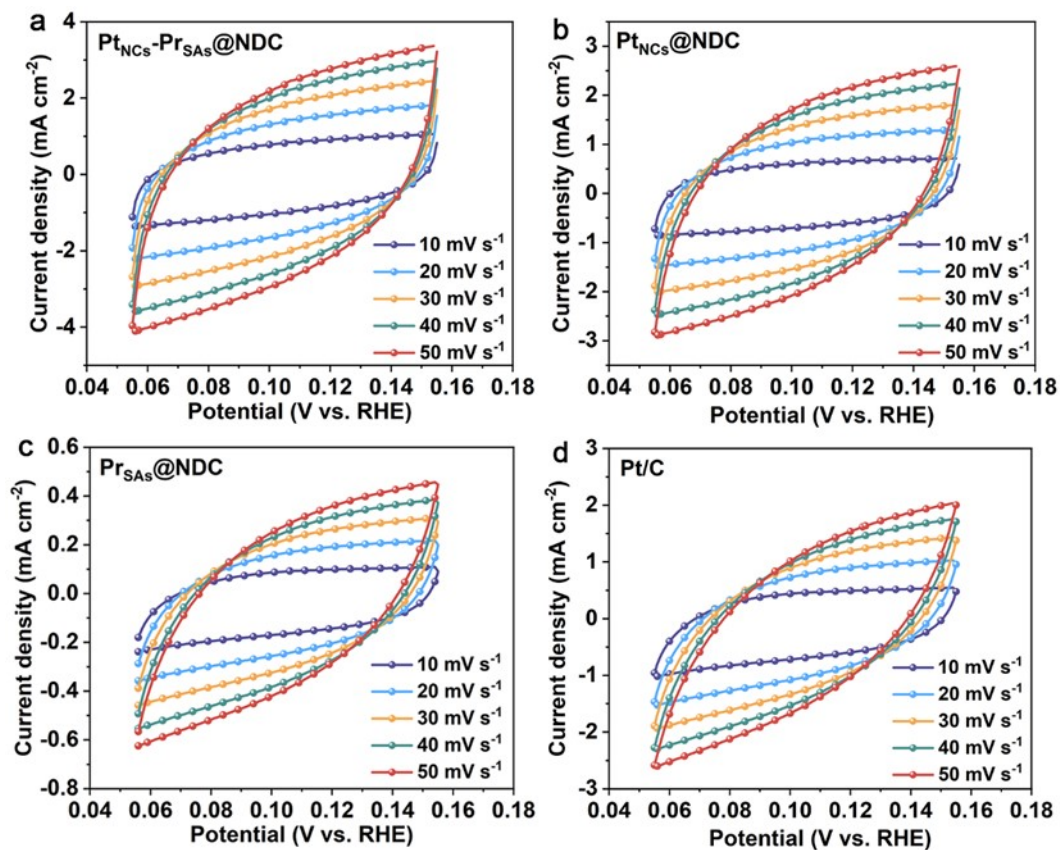 a
Pt_NCs-Pr_SAs@NDC
Current density (mA cm⁻²)
4
2
0
-2
-4
10 mV s⁻¹
20 mV s⁻¹
30 mV s⁻¹
40 mV s⁻¹
50 mV s⁻¹
0.04 0.06 0.08 0.10 0.12 0.14 0.16 0.18
Potential (V vs. RHE)
b
Pt_NCs@NDC
Current density (mA cm⁻²)
3
2
1
0
-1
-2
-3
10 mV s⁻¹
20 mV s⁻¹
30 mV s⁻¹
40 mV s⁻¹
50 mV s⁻¹
0.04 0.06 0.08 0.10 0.12 0.14 0.16 0.18
Potential (V vs. RHE)
c
Pr_SAs@NDC
Current density (mA cm⁻²)
0.6
0.4
0.2
0.0
-0.2
-0.4
-0.6
-0.8
10 mV s⁻¹
20 mV s⁻¹
30 mV s⁻¹
40 mV s⁻¹
50 mV s⁻¹
0.04 0.06 0.08 0.10 0.12 0.14 0.16 0.18
Potential (V vs. RHE)
d
Pt/C
Current density (mA cm⁻²)
3
2
1
0
-1
-2
-3
10 mV s⁻¹
20 mV s⁻¹
30 mV s⁻¹
40 mV s⁻¹
50 mV s⁻¹
0.04 0.06 0.08 0.10 0.12 0.14 0.16 0.18
Potential (V vs. RHE)